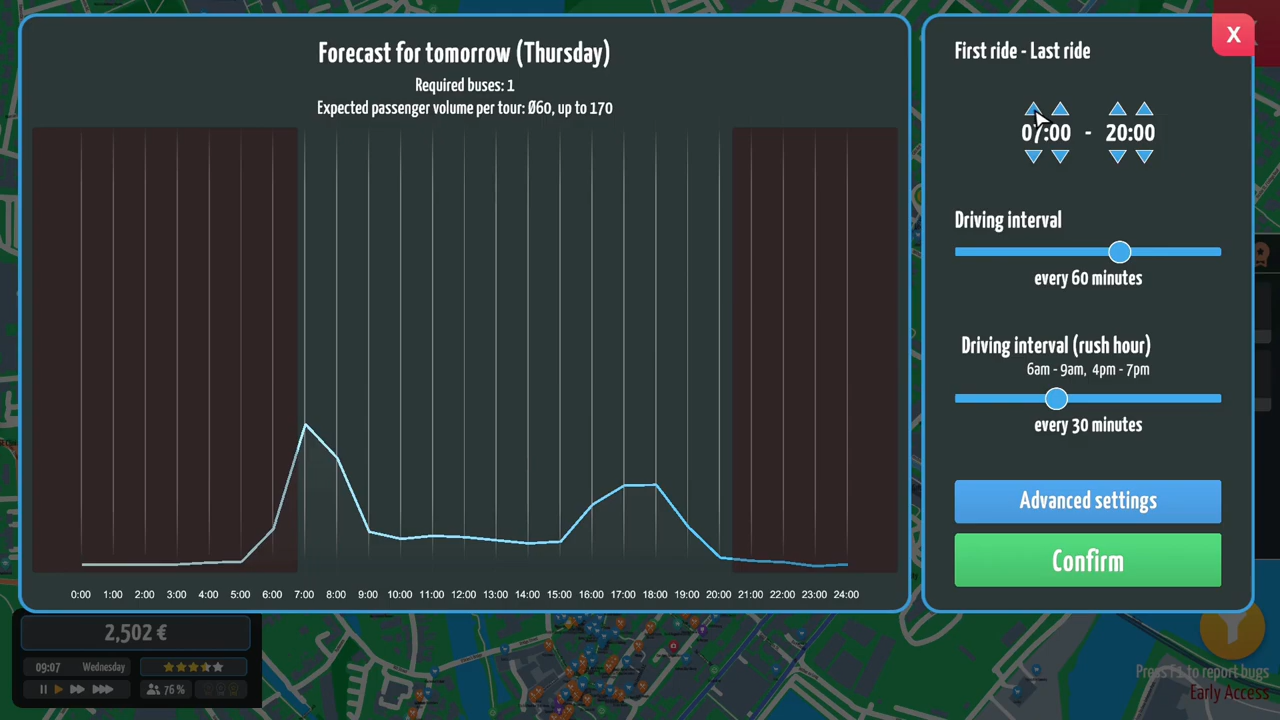 Forecast for tomorrow (Thursday)
Required buses: 1
Expected passenger volume per tour: Ø60, up to 170
0:00 1:00 2:00 3:00 4:00 5:00 6:00 7:00 8:00 9:00 10:00 11:00 12:00 13:00 14:00 15:00 16:00 17:00 18:00 19:00 20:00 21:00 22:00 23:00 24:00
X
First ride - Last ride
07:00 - 20:00
Driving interval
every 60 minutes
Driving interval (rush hour)
6am - 9am, 4pm - 7pm
every 30 minutes
Advanced settings
Confirm
2,502 €
09:07 Wednesday
76 %
Press F1 to report bugs
Early Access